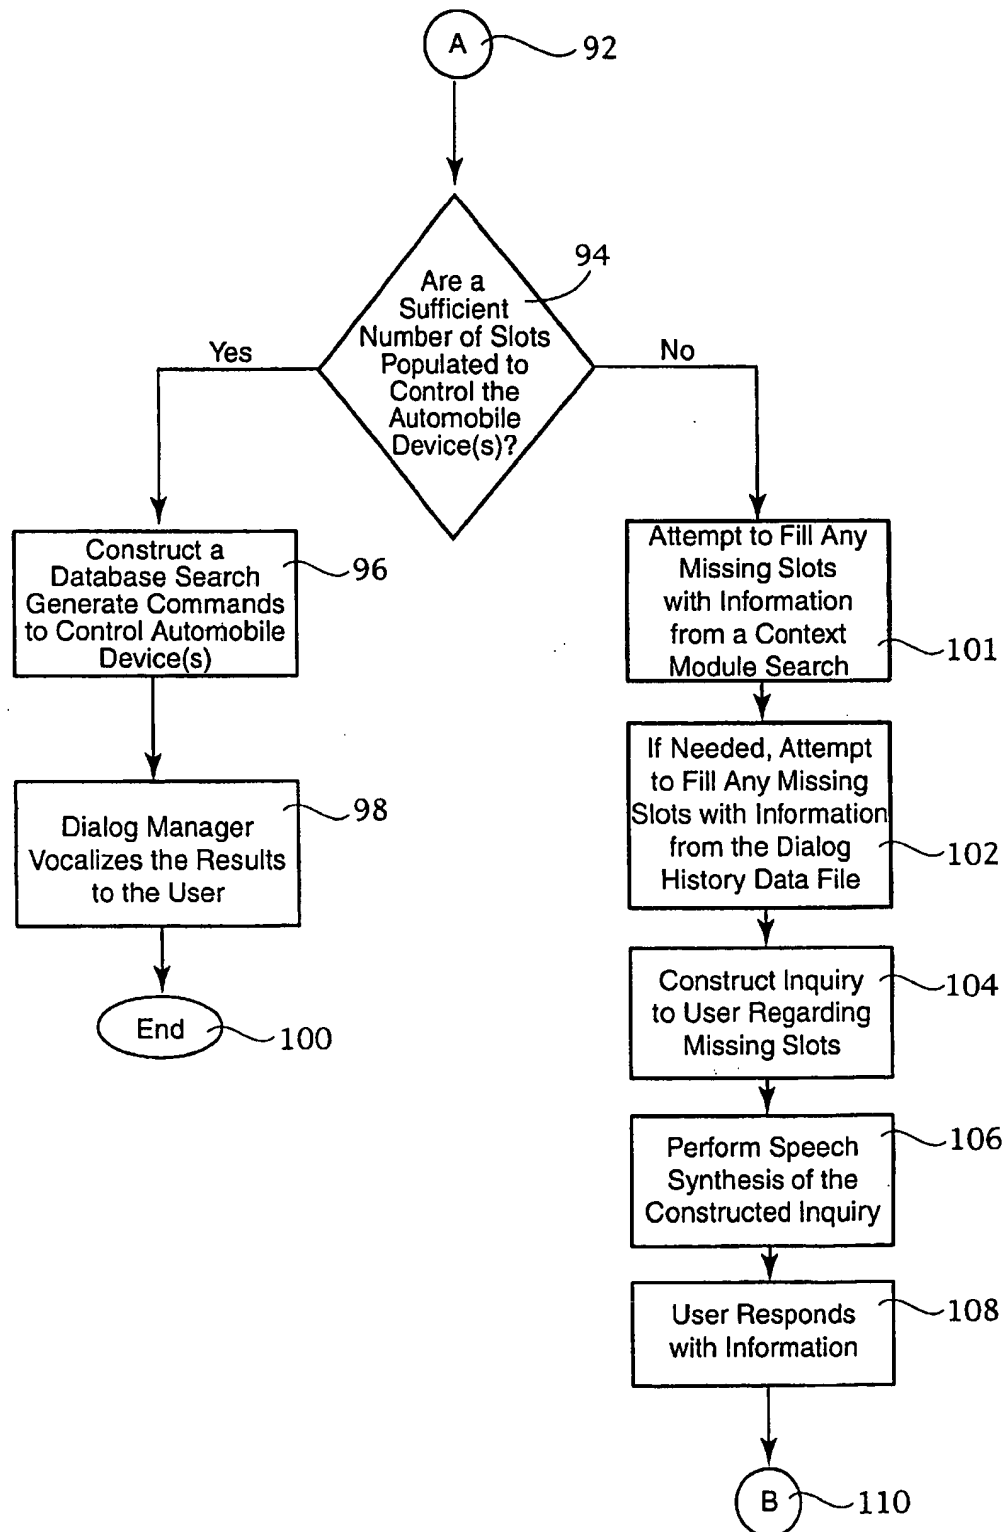 A
92
94
Are a
Sufficient
Number of Slots
Populated to
Control the
Automobile
Device(s)?
Yes
No
Construct a
Database Search
Generate Commands
to Control Automobile
Device(s)
96
Dialog Manager
Vocalizes the Results
to the User
98
End
100
Attempt to Fill Any
Missing Slots
with Information
from a Context
Module Search
101
If Needed, Attempt
to Fill Any Missing
Slots with Information
from the Dialog
History Data File
102
Construct Inquiry
to User Regarding
Missing Slots
104
Perform Speech
Synthesis of the
Constructed Inquiry
106
User Responds
with Information
108
B
110